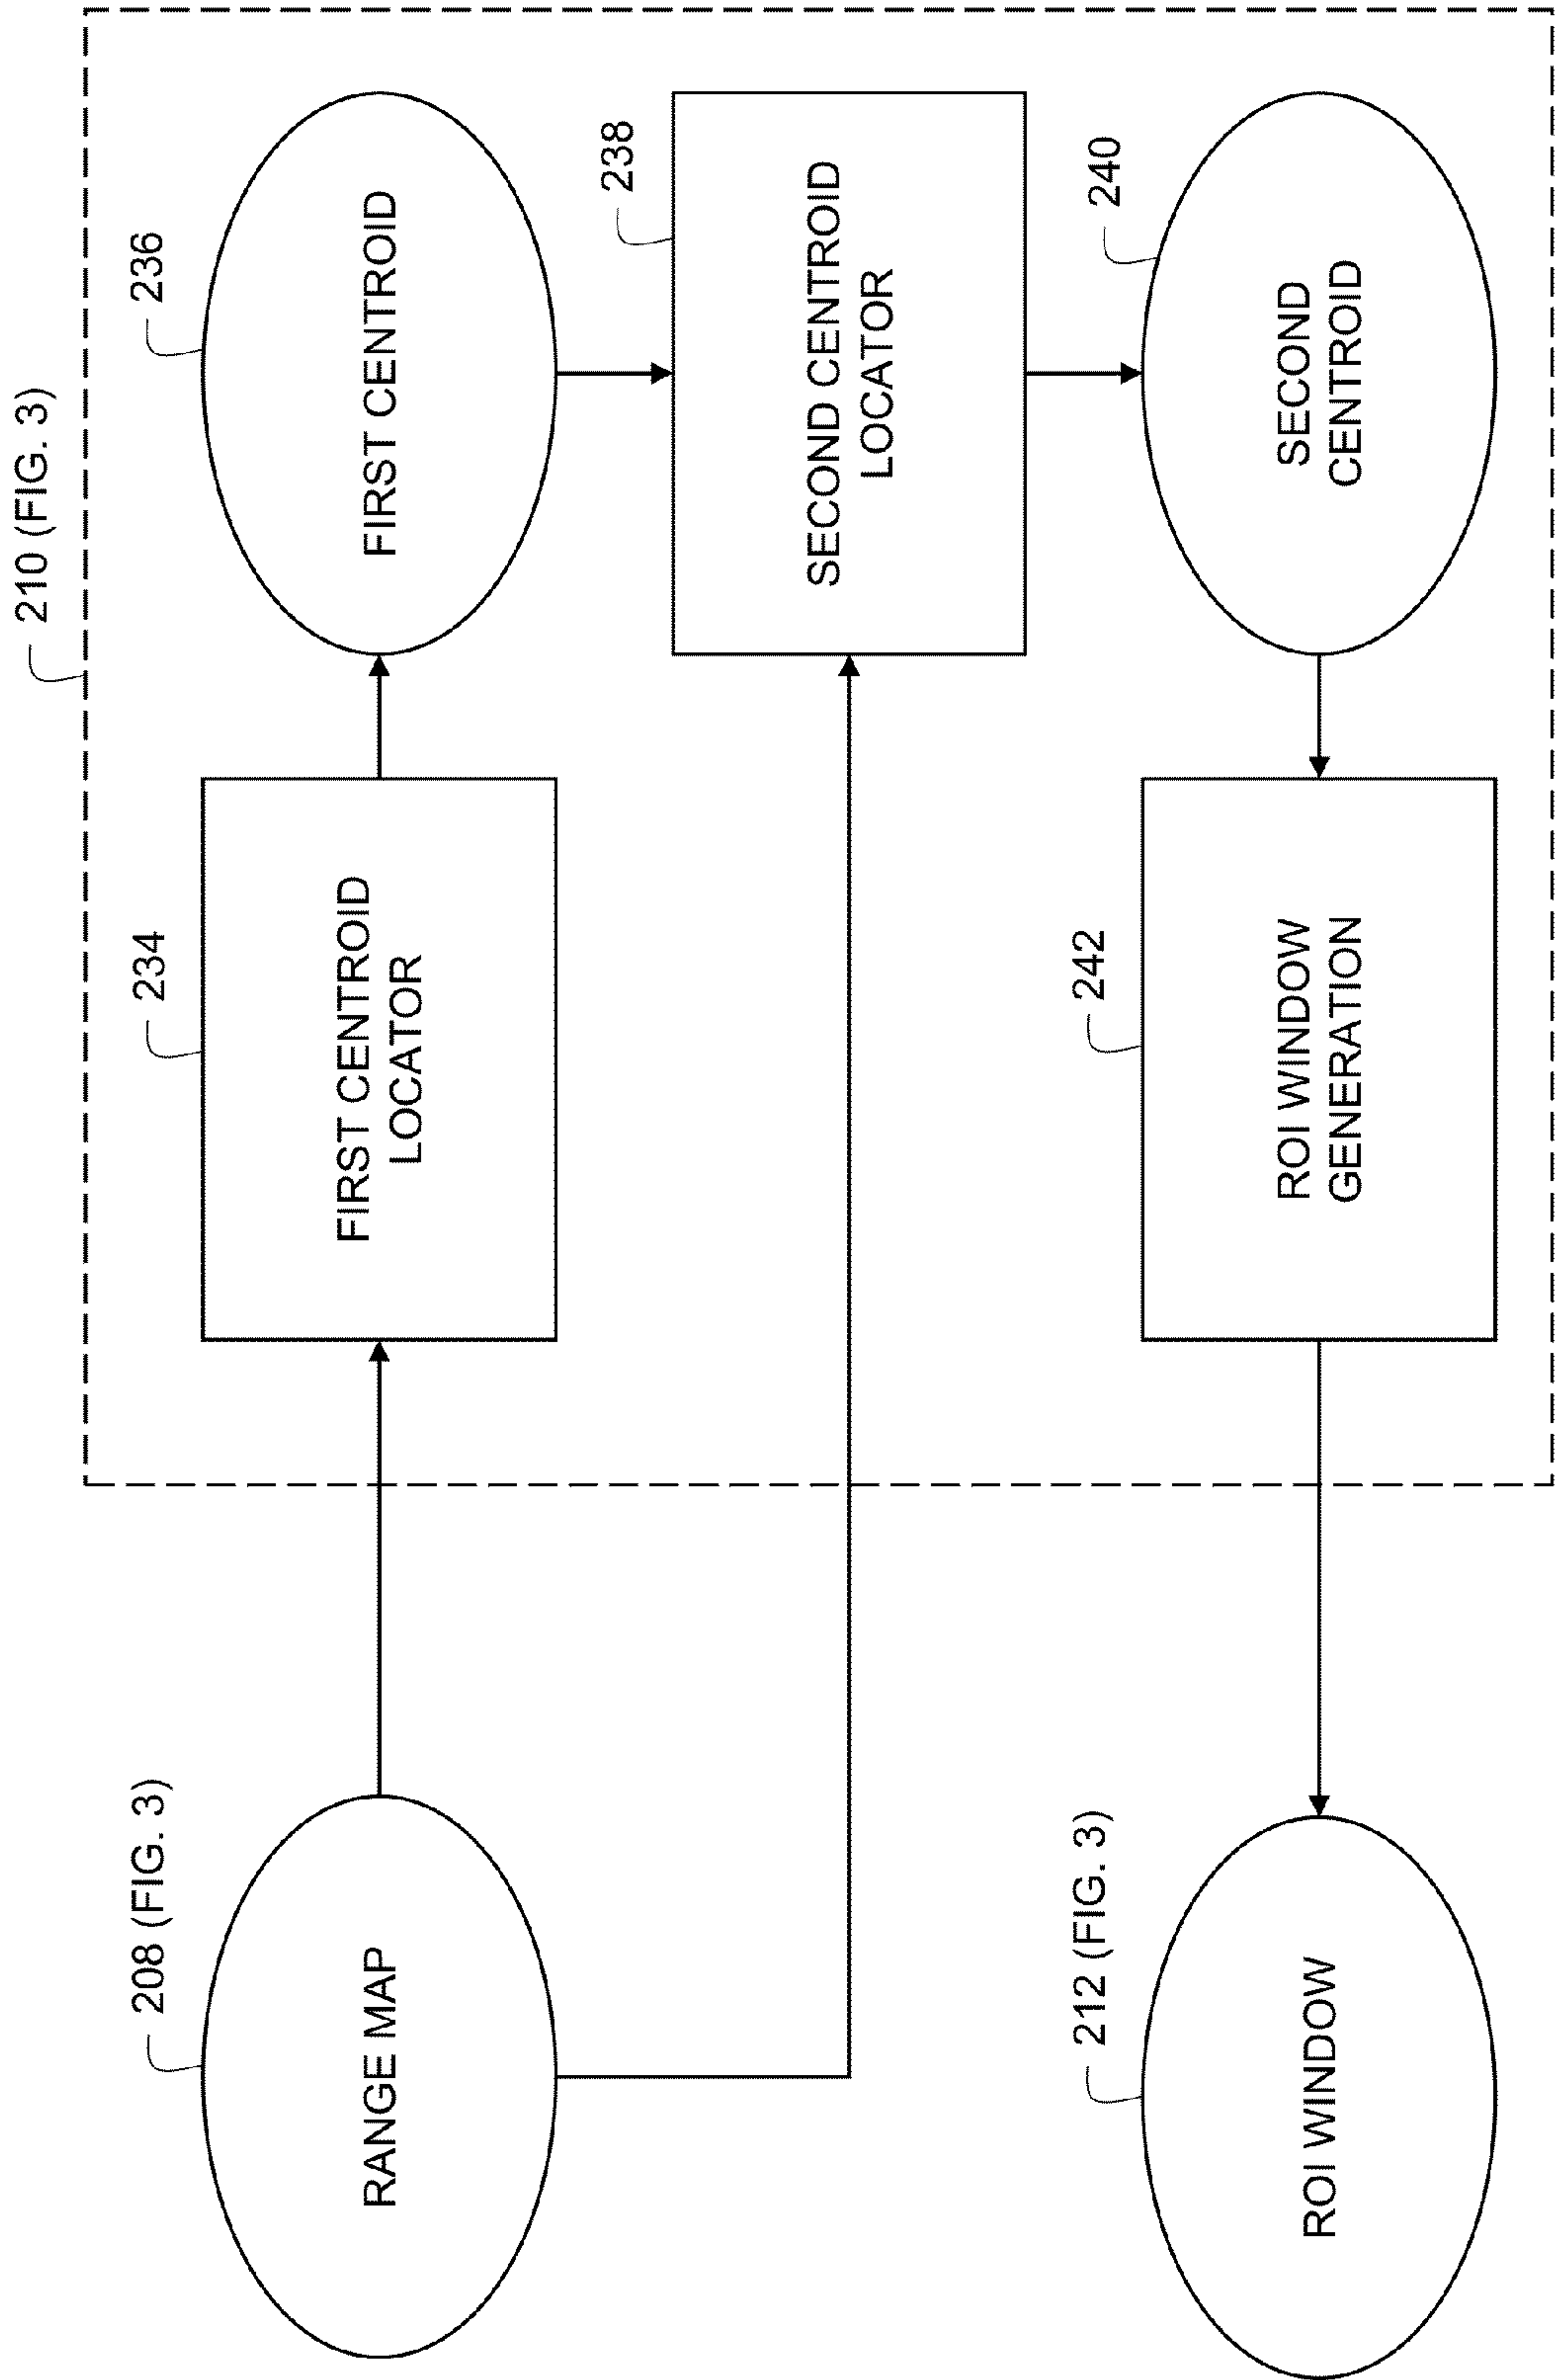 210 (FIG. 3)
208 (FIG. 3)
RANGE MAP
234
FIRST CENTROID
LOCATOR
236
FIRST CENTROID
238
SECOND CENTROID
LOCATOR
240
SECOND
CENTROID
242
ROI WINDOW
GENERATION
212 (FIG. 3)
ROI WINDOW